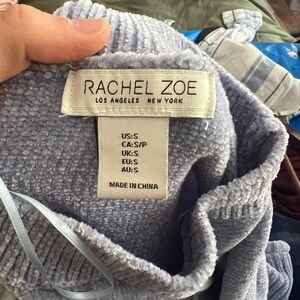 RACHEL ZOE
LOS ANGELES NEW YORK
US:S
CA:S/P
UK:S
EU:S
AU:S
MADE IN CHINA